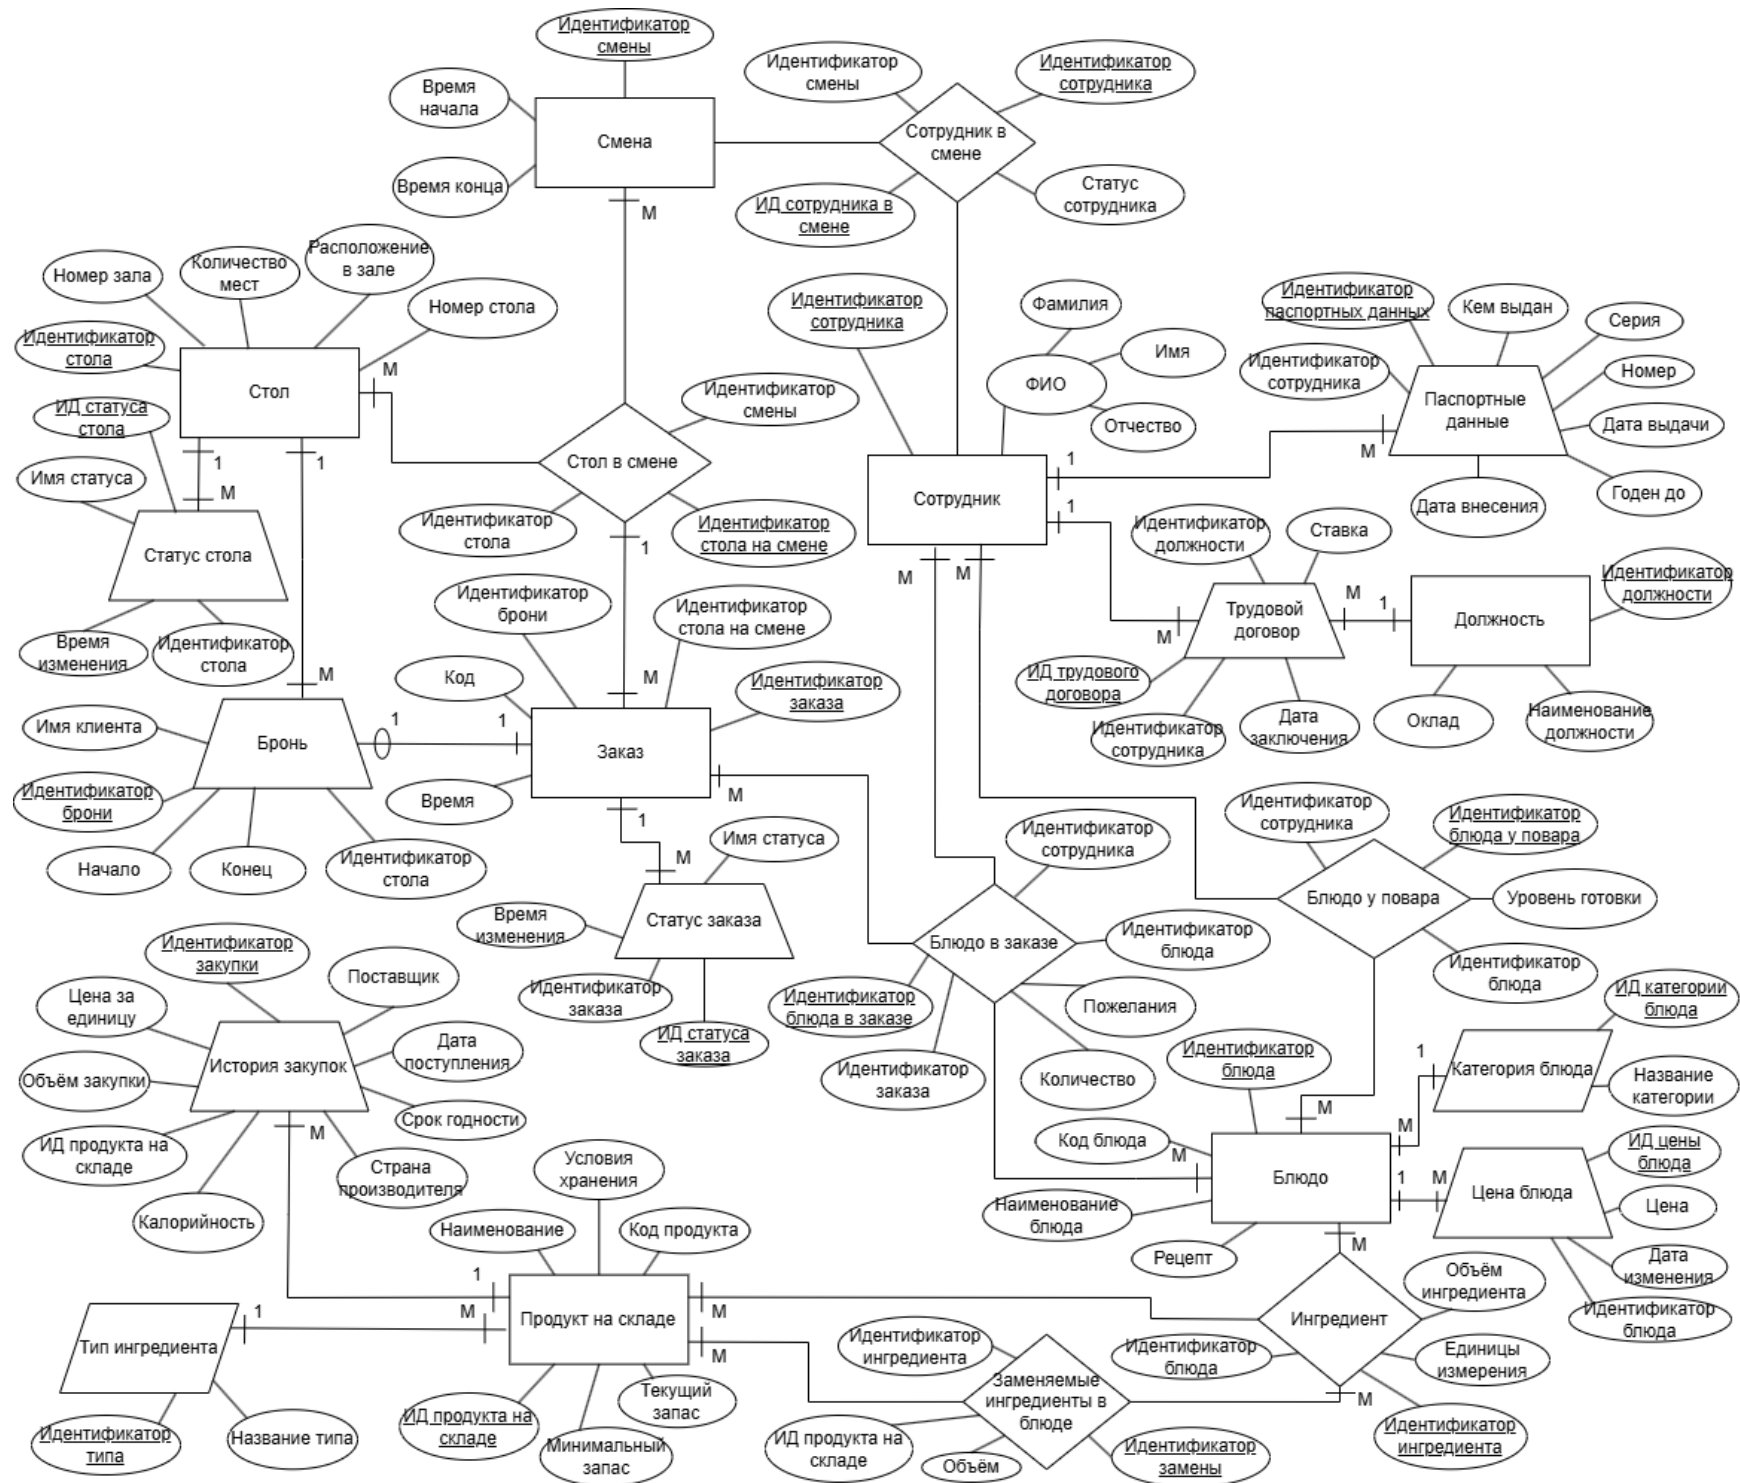 Идентификатор
смены
Время
начала
Время конца
Смена
М
Идентификатор
смены
Идентификатор
сотрудника
Сотрудник в
смене
ИД сотрудника в
смене
Статус
сотрудника
Номер зала
Количество
мест
Расположение
в зале
Номер стола
Идентификатор
стола
Стол
М
1
1
ИД статуса
стола
Имя статуса
М
Статус стола
Время
изменения
Идентификатор
стола
Идентификатор
смены
Стол в смене
Идентификатор
стола
Идентификатор
стола на смене
1
М
Идентификатор
сотрудника
Фамилия
ФИО
Имя
Отчество
Сотрудник
1
1
М
М
Идентификатор
паспортных данных
Кем выдан
Серия
Идентификатор
сотрудника
Номер
Паспортные
данные
Дата выдачи
М
Дата внесения
Годен до
Идентификатор
должности
Ставка
Трудовой
договор
М
М
1
Должность
Идентификатор
должности
ИД трудового
договора
Идентификатор
сотрудника
Дата
заключения
Оклад
Наименование
должности
М
Имя клиента
Бронь
1
1
Идентификатор
брони
Начало
Конец
Идентификатор
стола
Идентификатор
брони
Идентификатор
стола на смене
Код
Идентификатор
заказа
Заказ
Время
М
1
М
Имя статуса
Статус заказа
Время
изменения
Идентификатор
заказа
ИД статуса
заказа
Идентификатор
сотрудника
Блюдо в заказе
Идентификатор
блюда
Идентификатор
блюда в заказе
Пожелания
Идентификатор
заказа
Количество
Идентификатор
сотрудника
Идентификатор
блюда у повара
Блюдо у повара
Уровень готовки
Идентификатор
блюда
ИД категории
блюда
Категория блюда
1
Название
категории
Идентификатор
блюда
Код блюда
М
М
М
Блюдо
1
М
Наименование
блюда
Рецепт
М
Цена блюда
ИД цены
блюда
Цена
Дата
изменения
Идентификатор
блюда
Идентификатор
закупки
Поставщик
Цена за
единицу
Дата
поступления
История закупок
Объём закупки
Срок годности
ИД продукта на
складе
М
Страна
производителя
Калорийность
Условия
хранения
Наименование
Код продукта
1
М
М
М
Продукт на складе
1
Тип ингредиента
Идентификатор
типа
Название типа
ИД продукта на
складе
Минимальный
запас
Текущий
запас
Идентификатор
ингредиента
Заменяемые
ингредиенты в
блюде
ИД продукта на
складе
Объём
Идентификатор
замены
Ингредиент
Объём
ингредиента
Идентификатор
блюда
Единицы
измерения
М
Идентификатор
ингредиента